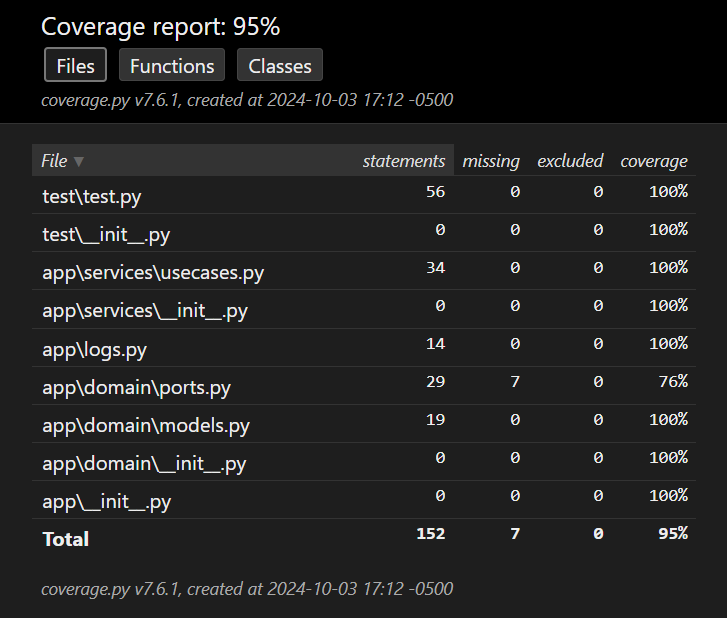 Coverage report: 95%
Files Functions Classes
coverage.py v7.6.1, created at 2024-10-03 17:12 -0500
File ▼ statements missing excluded coverage
test\test.py 56 0 0 100%
test\__init__.py 0 0 0 100%
app\services\usecases.py 34 0 0 100%
app\services\__init__.py 0 0 0 100%
app\logs.py 14 0 0 100%
app\domain\ports.py 29 7 0 76%
app\domain\models.py 19 0 0 100%
app\domain\__init__.py 0 0 0 100%
app\__init__.py 0 0 0 100%
Total 152 7 0 95%
coverage.py v7.6.1, created at 2024-10-03 17:12 -0500